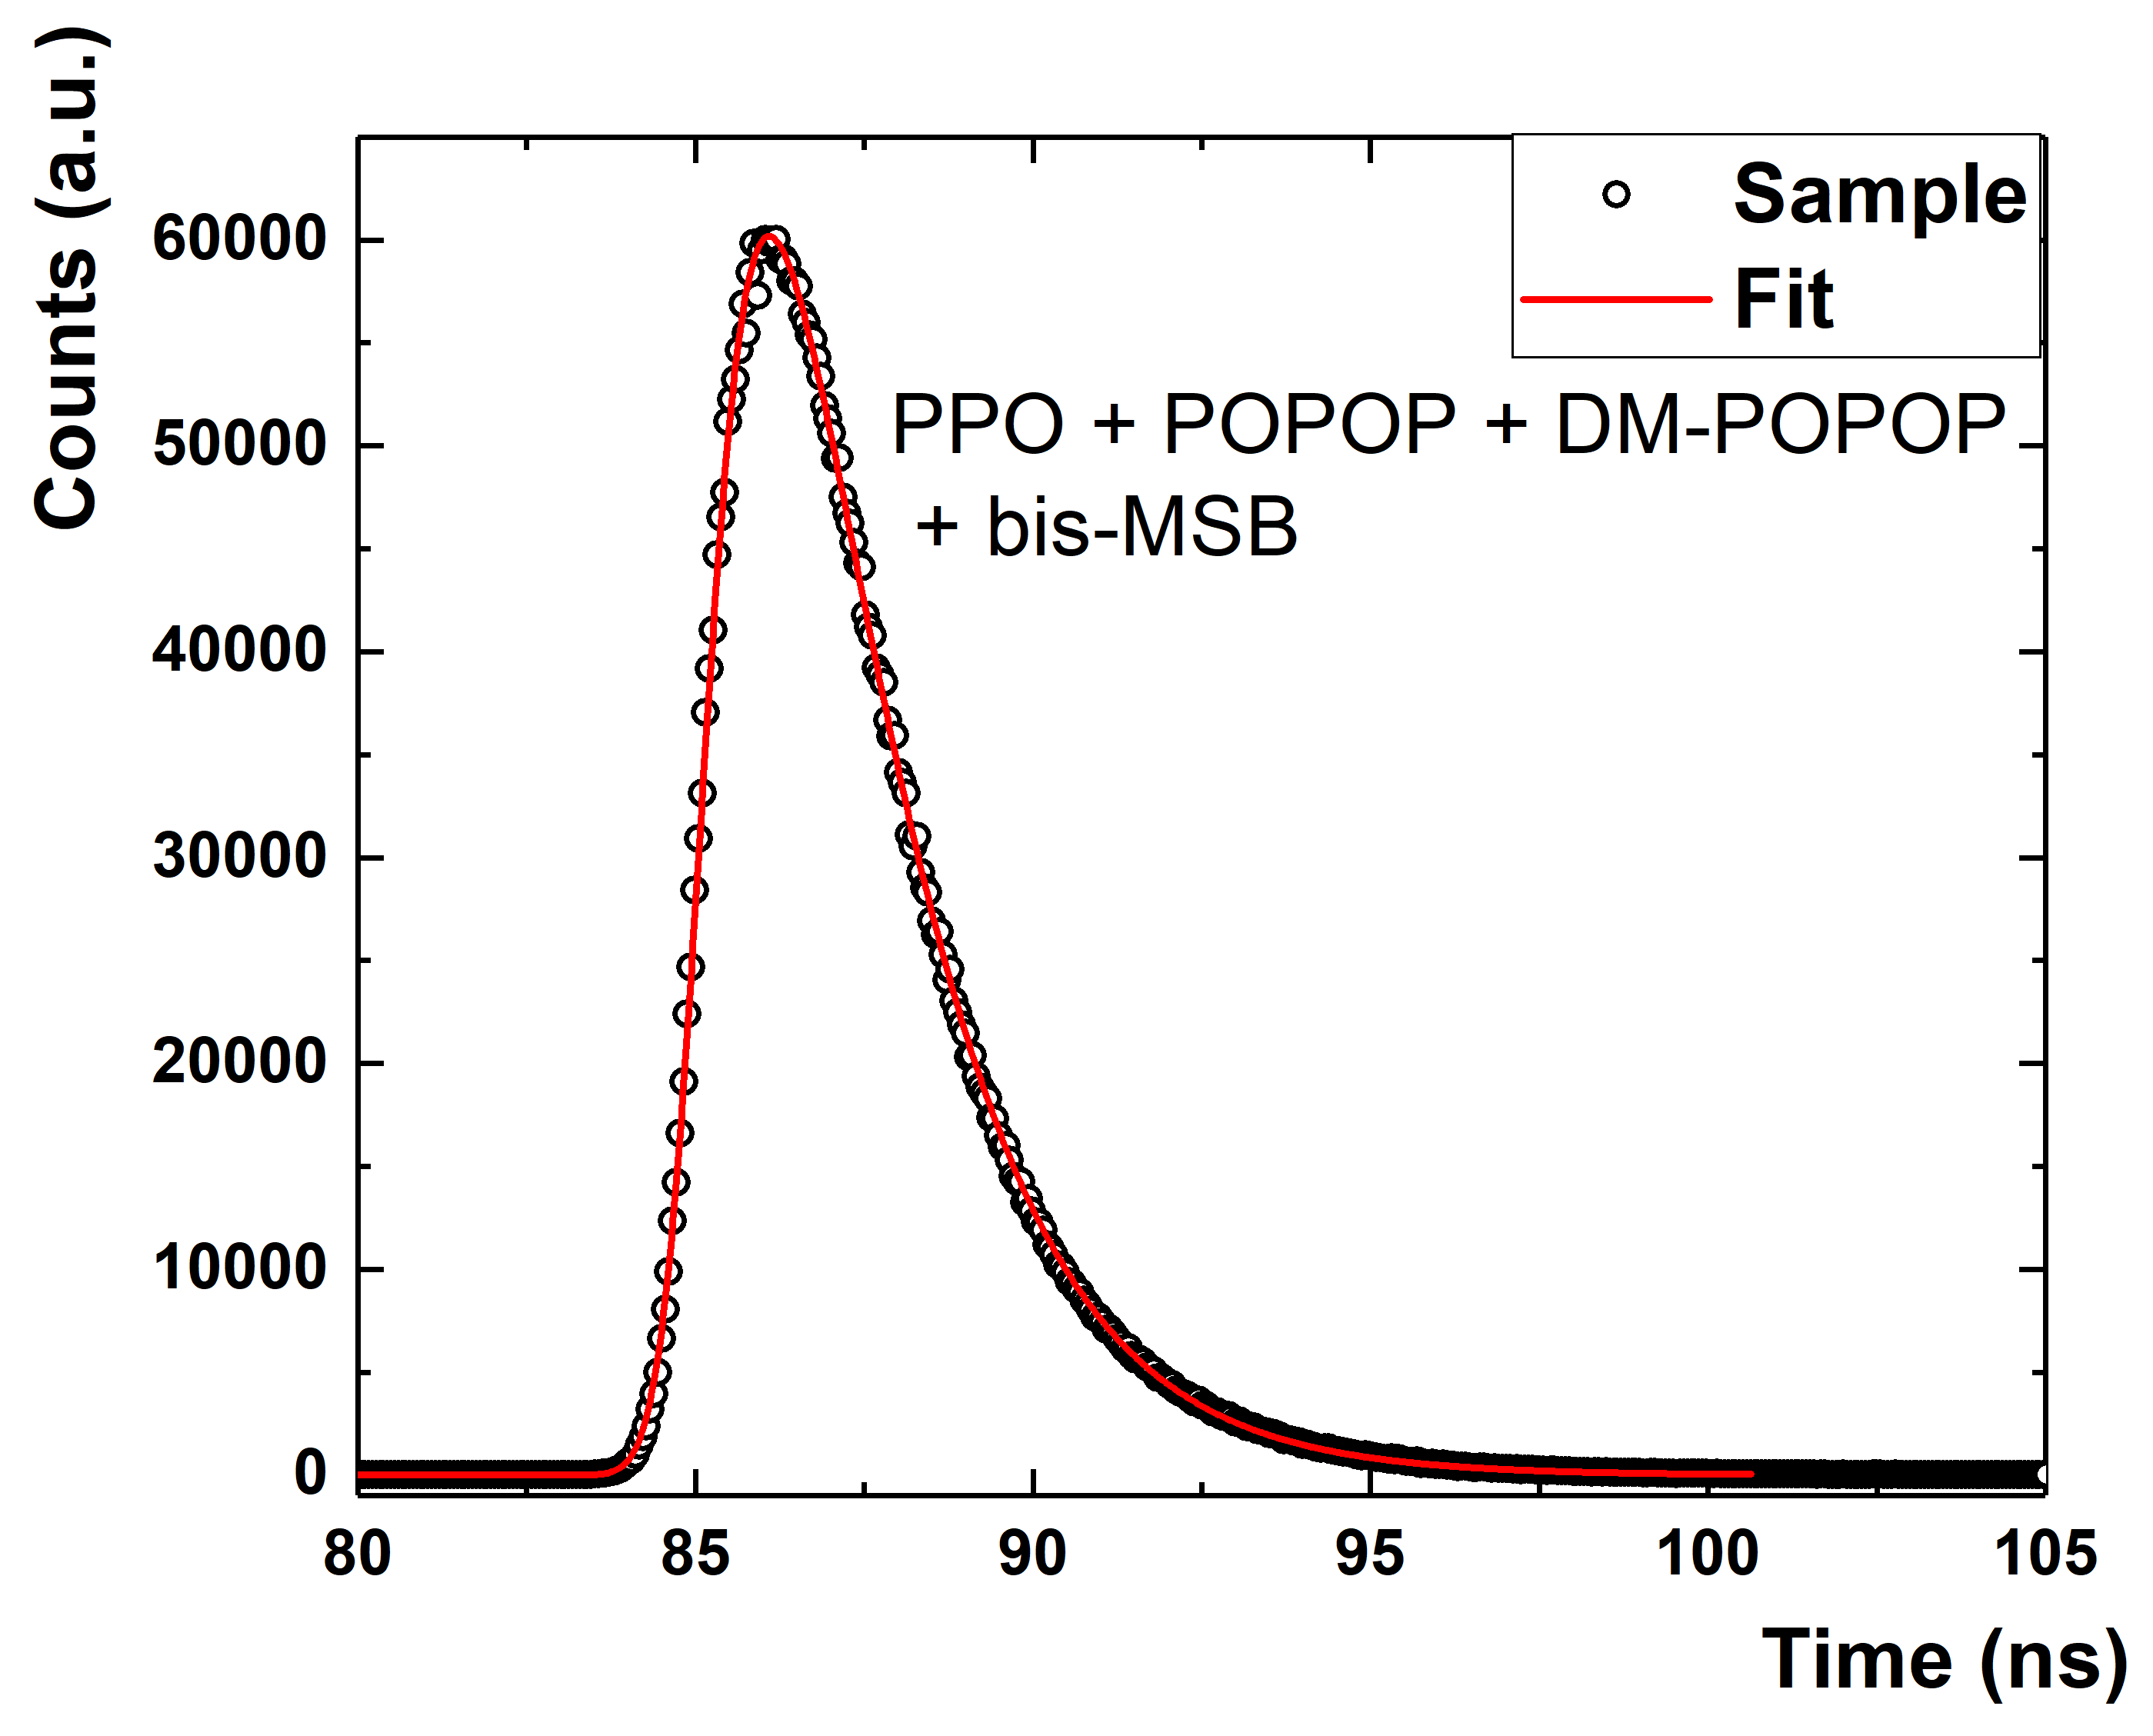 Counts (a.u.)
60000
50000
40000
30000
20000
10000
0
Sample
Fit
PPO + POPOP + DM-POPOP
+ bis-MSB
80 85 90 95 100 105
Time (ns)